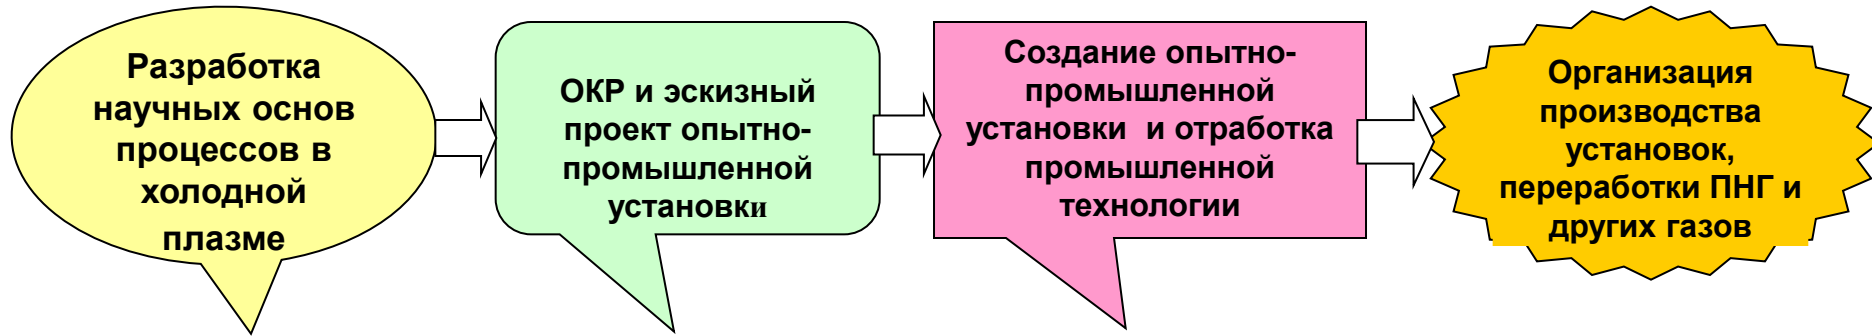 Разработка
научных основ
процессов в
холодной
плазме
ОКР и эскизный
проект опытно-
промышленной
установки
Создание опытно-
промышленной
установки и отработка
промышленной
технологии
Организация
производства
установок,
переработки ПНГ и
других газов